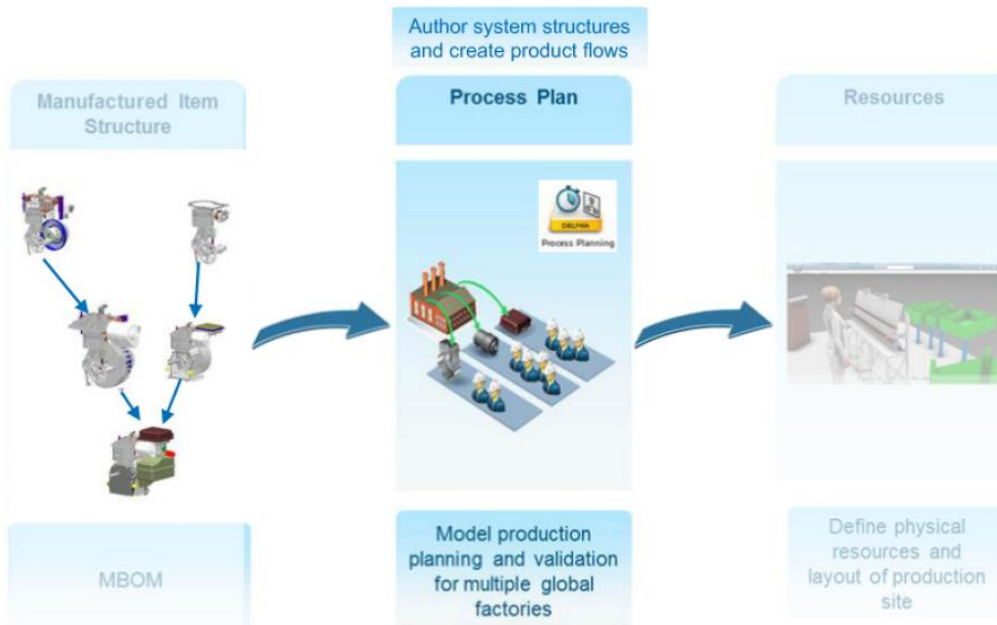 Author system structures
and create product flows
Manufactured Item
Structure
Process Plan
Resources
DELMIA
Process Planning
MBOM
Model production
planning and validation
for multiple global
factories
Define physical
resources and
layout of production
site